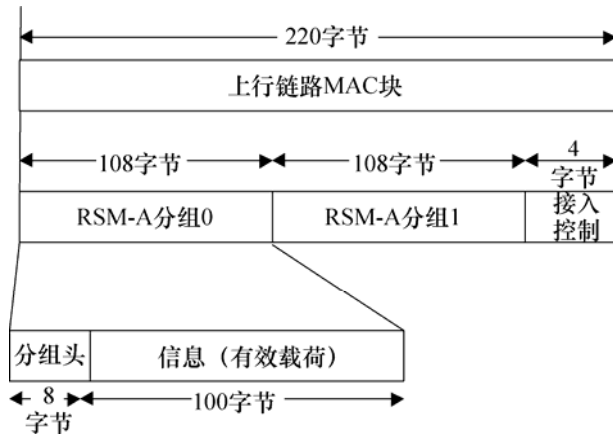 220字节
上行链路MAC块
108字节
108字节
4
字节
RSM-A分组0
RSM-A分组1
接入
控制
分组头
信息（有效载荷）
8
字节
100字节